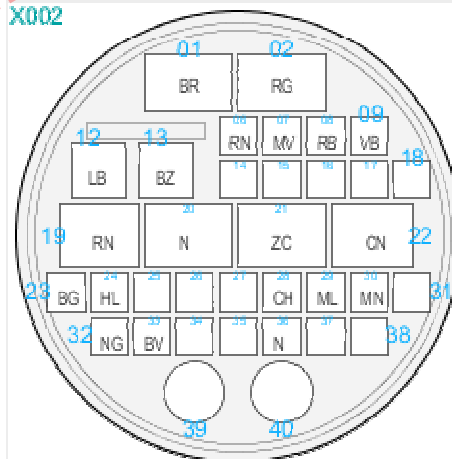 X002
01 02
BR RG
06 07 08 09
RN MV RB VB
12 13
14 15 16 17 18
LB BZ
20 21
19 RN N ZC CN 22
24 25 26 27 28 29 30
23 BG HL CH ML MN 31
33 34 35 36 37
32 NG BV N 38
39 40